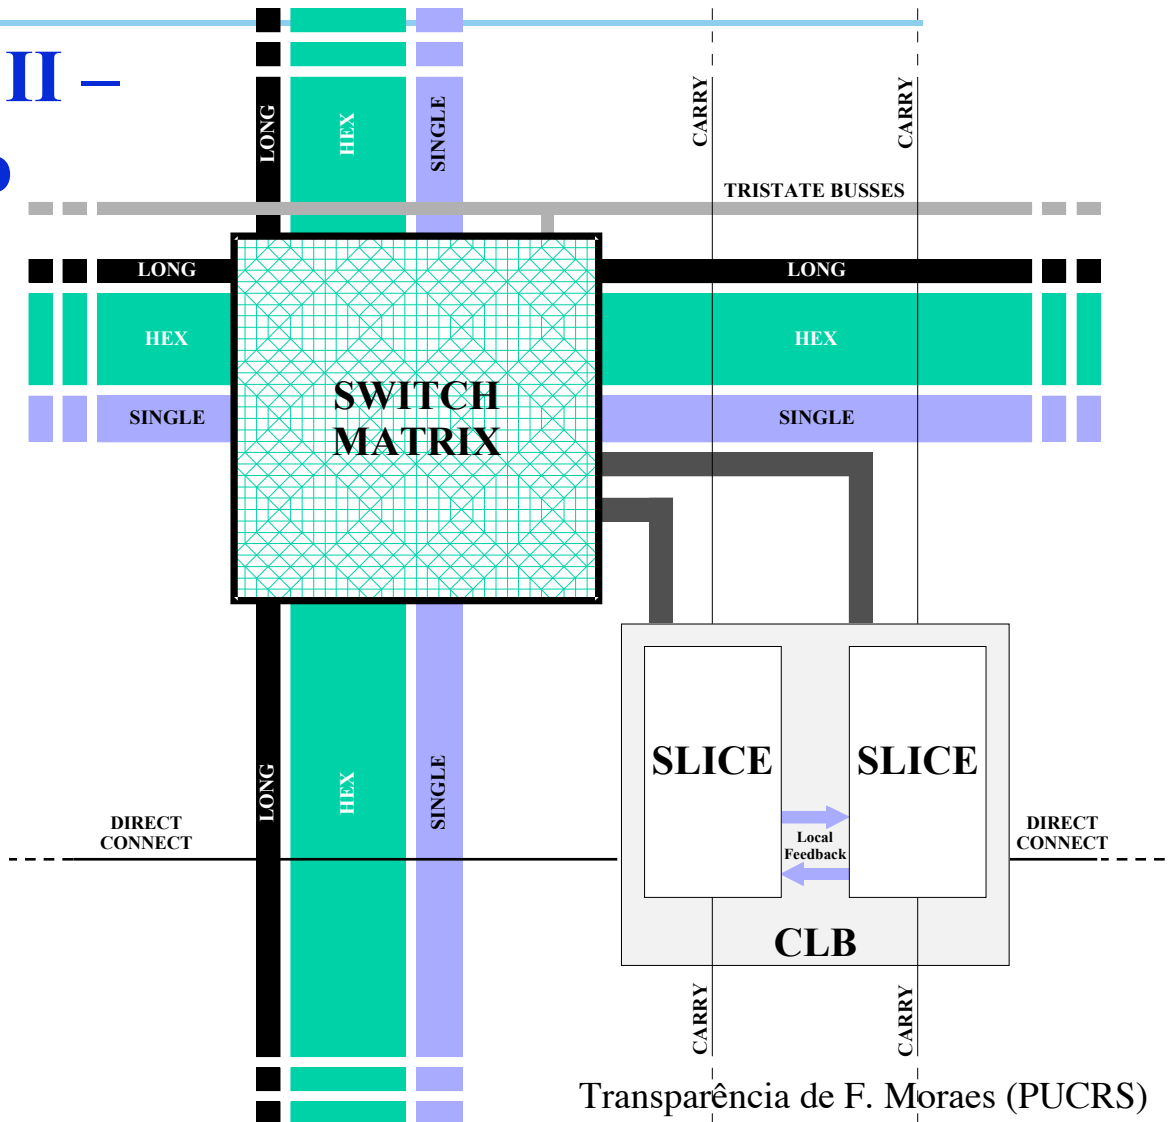 II –
LONG
HEX
SINGLE
CARRY
CARRY
TRISTATE BUSSES
LONG
LONG
HEX
HEX
SINGLE
SINGLE
SWITCH
MATRIX
LONG
HEX
SINGLE
SLICE
SLICE
DIRECT
CONNECT
Local
Feedback
DIRECT
CONNECT
CLB
CARRY
CARRY
Transparência de F. Moraes (PUCRS)